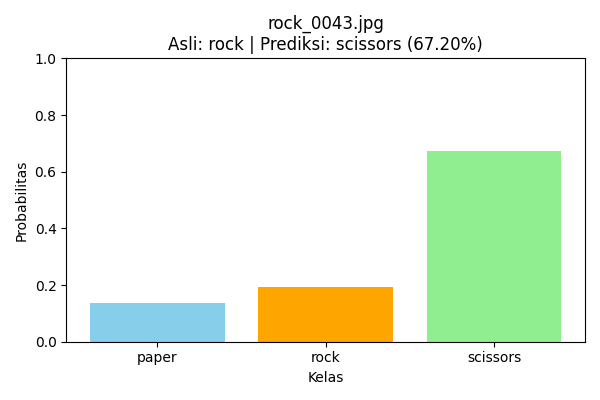 rock_0043.jpg
Asli: rock | Prediksi: scissors (67.20%)
1.0
0.8
0.6
0.4
0.2
0.0
Probabilitas
paper rock scissors
Kelas